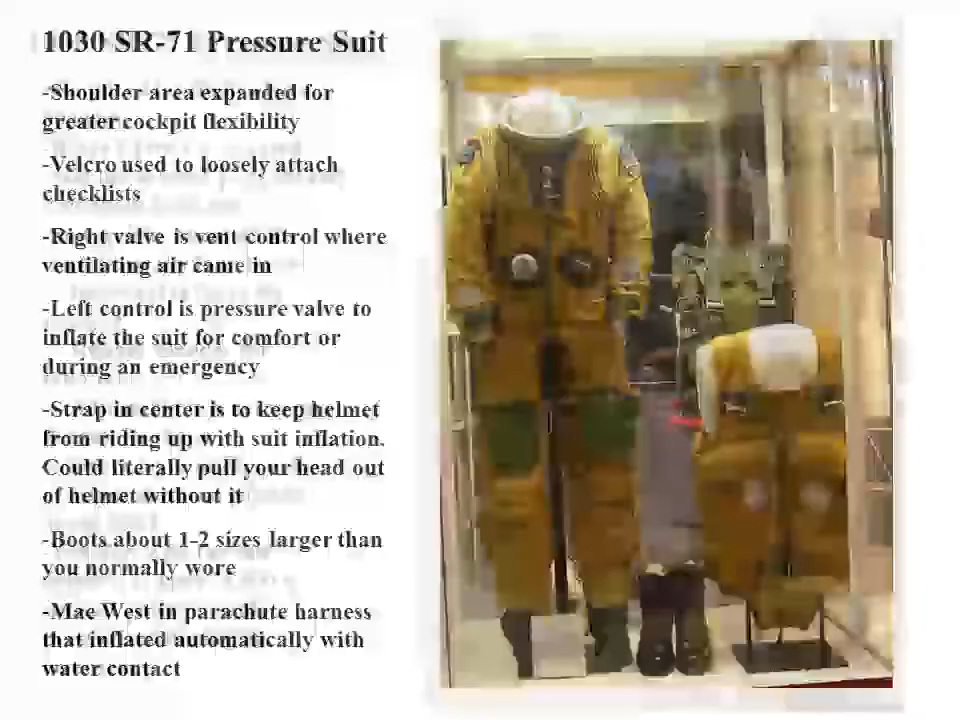 1030 SR-71 Pressure Suit
-Shoulder area expanded for
greater cockpit flexibility
-Velcro used to loosely attach
checklists
-Right valve is vent control where
ventilating air came in
-Left control is pressure valve to
inflate the suit for comfort or
during an emergency
-Strap in center is to keep helmet
from riding up with suit inflation.
Could literally pull your head out
of helmet without it
-Boots about 1-2 sizes larger than
you normally wore
-Mae West in parachute harness
that inflated automatically with
water contact